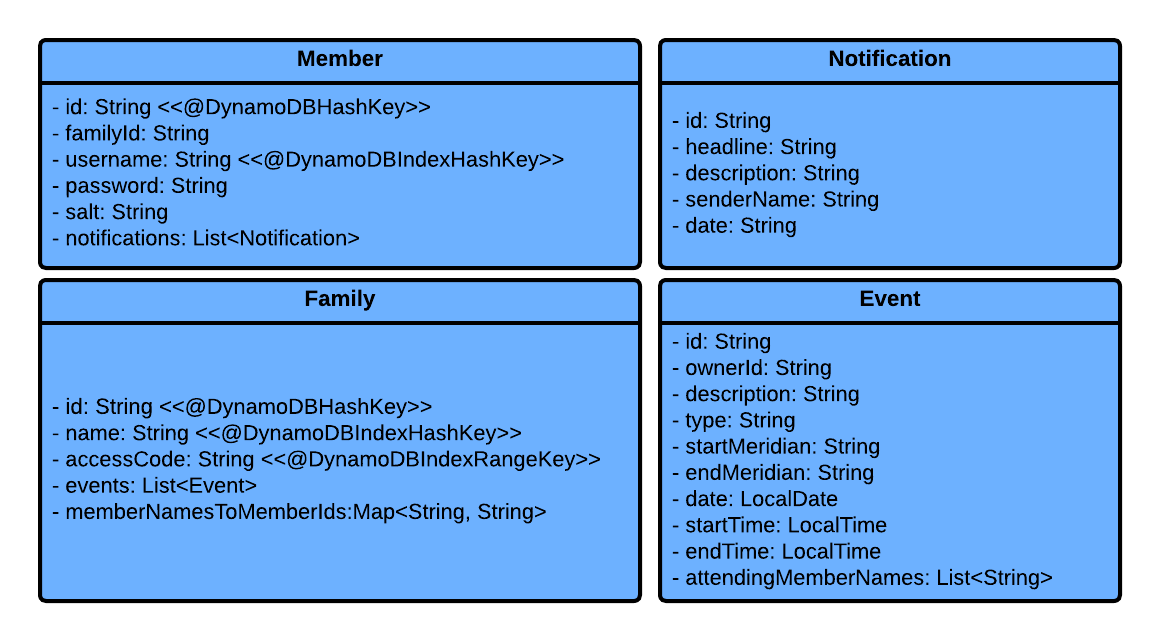 Member
- id: String <<@DynamoDBHashKey>>
- familyId: String
- username: String <<@DynamoDBIndexHashKey>>
- password: String
- salt: String
- notifications: List<Notification>
Notification
- id: String
- headline: String
- description: String
- senderName: String
- date: String
Family
- id: String <<@DynamoDBHashKey>>
- name: String <<@DynamoDBIndexHashKey>>
- accessCode: String <<@DynamoDBIndexRangeKey>>
- events: List<Event>
- memberNamesToMemberIds:Map<String, String>
Event
- id: String
- ownerId: String
- description: String
- type: String
- startMeridian: String
- endMeridian: String
- date: LocalDate
- startTime: LocalTime
- endTime: LocalTime
- attendingMemberNames: List<String>